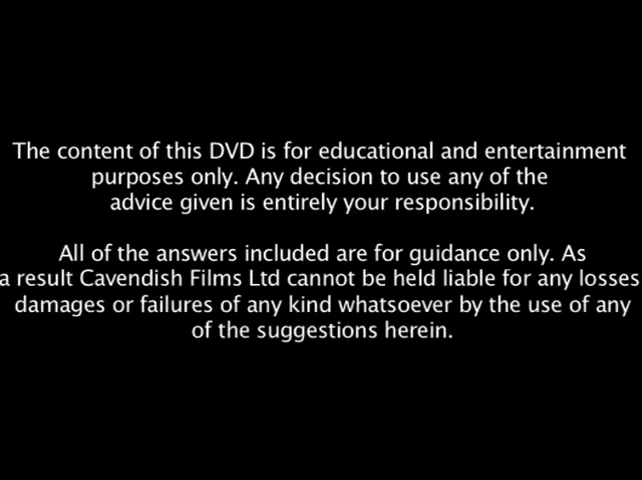 The content of this DVD is for educational and entertainment
purposes only. Any decision to use any of the
advice given is entirely your responsibility.
All of the answers included are for guidance only. As
a result Cavendish Films Ltd cannot be held liable for any losses
damages or failures of any kind whatsoever by the use of any
of the suggestions herein.